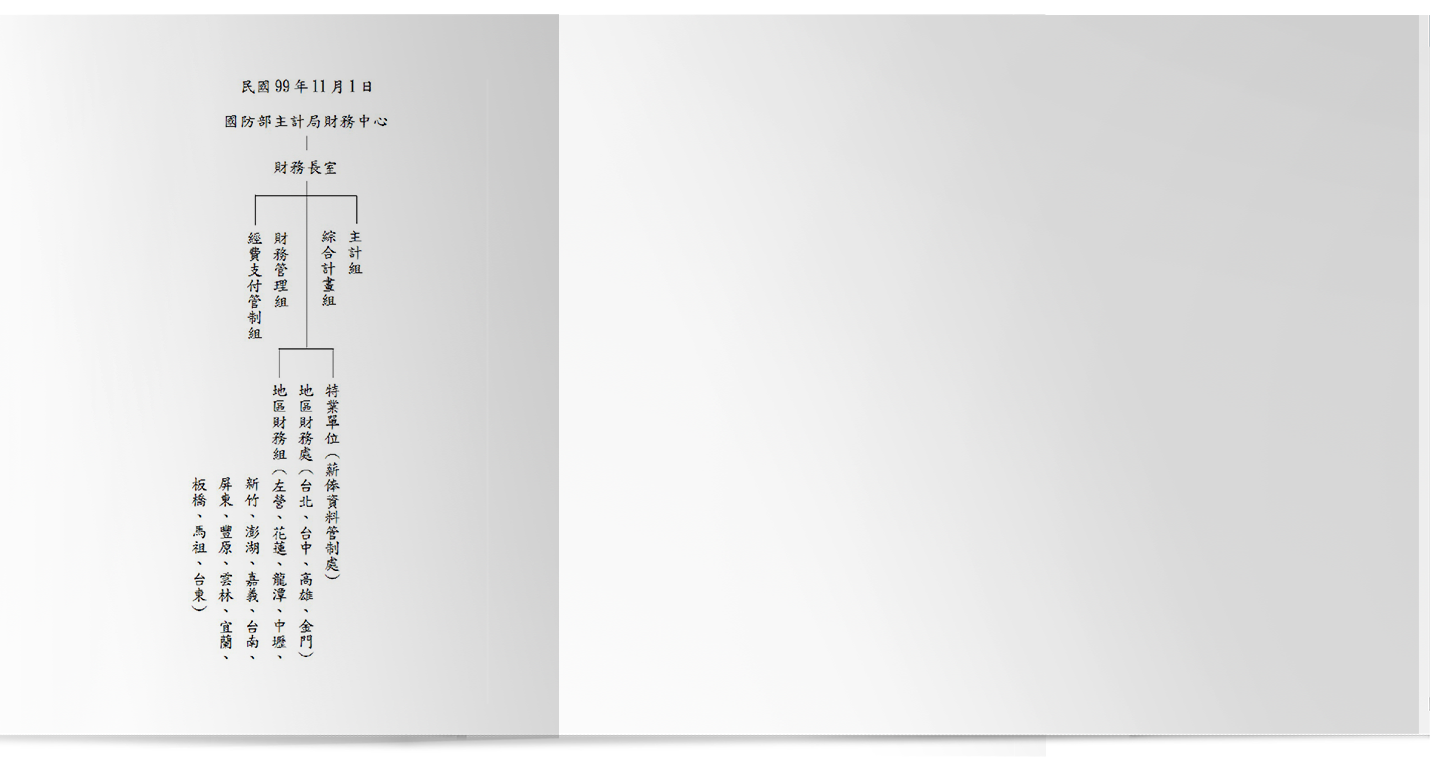 民國 99 年 11 月 1 日
國防部主計局財務中心
財務長室
主計組
綜合計畫組
財務管理組
經費支付管制組
特業單位（薪俸資料管制處）
地區財務處（台北、台中、高雄、金門）
地區財務組（左營、花蓮、龍潭、中壢、
新竹、澎湖、嘉義、台南、
屏東、豐原、雲林、宜蘭、
板橋、馬祖、台東）